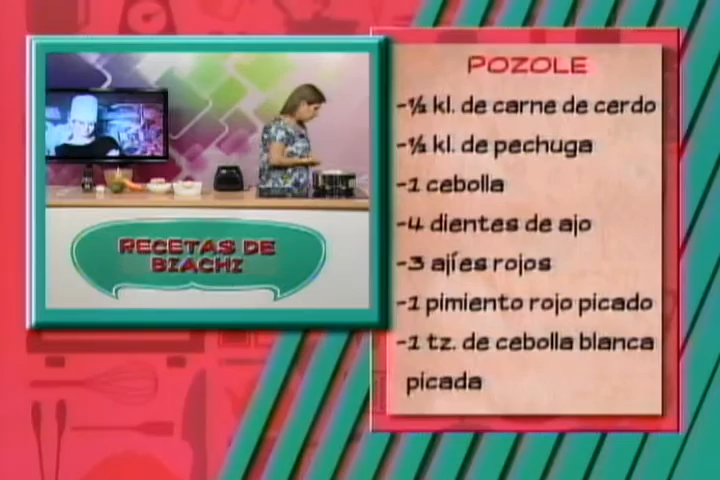 POZOLE
-½ kl. de carne de cerdo
-½ kl. de pechuga
-1 cebolla
-4 dientes de ajo
-3 ajíes rojos
-1 pimiento rojo picado
-1 tz. de cebolla blanca
picada
RECETAS DE
BIACHI